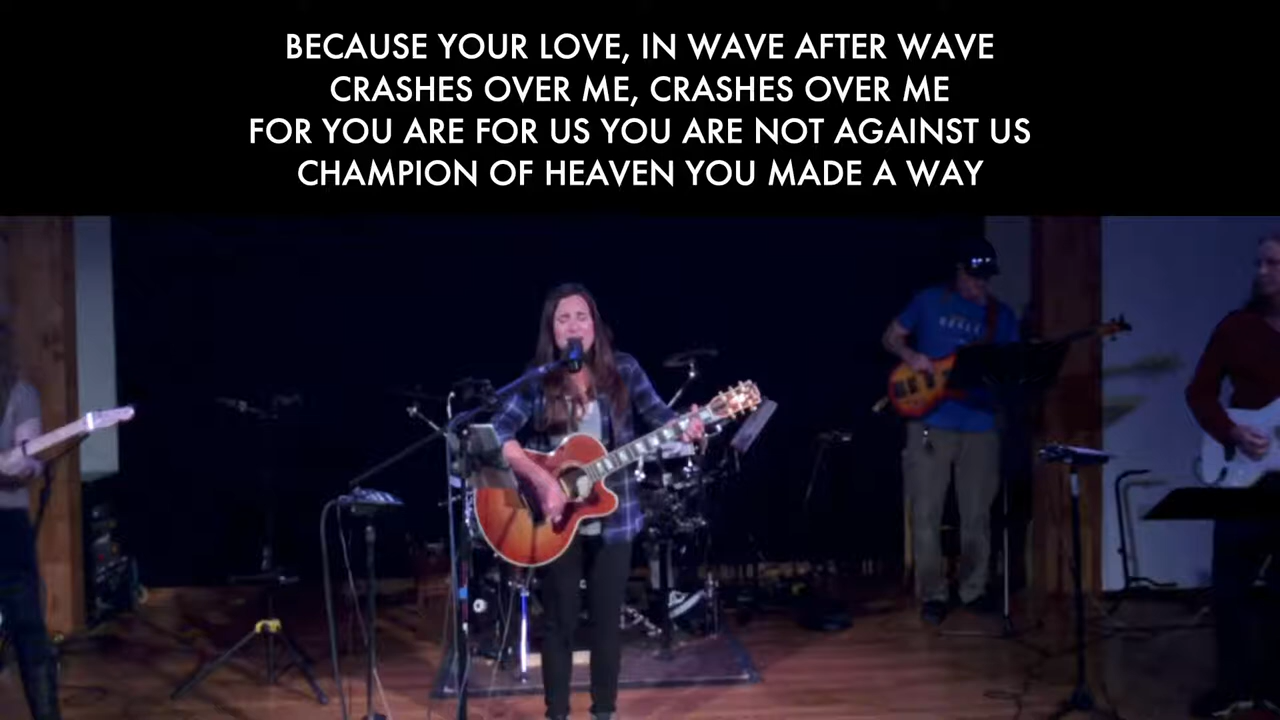 BECAUSE YOUR LOVE, IN WAVE AFTER WAVE
CRASHES OVER ME, CRASHES OVER ME
FOR YOU ARE FOR US YOU ARE NOT AGAINST US
CHAMPION OF HEAVEN YOU MADE A WAY